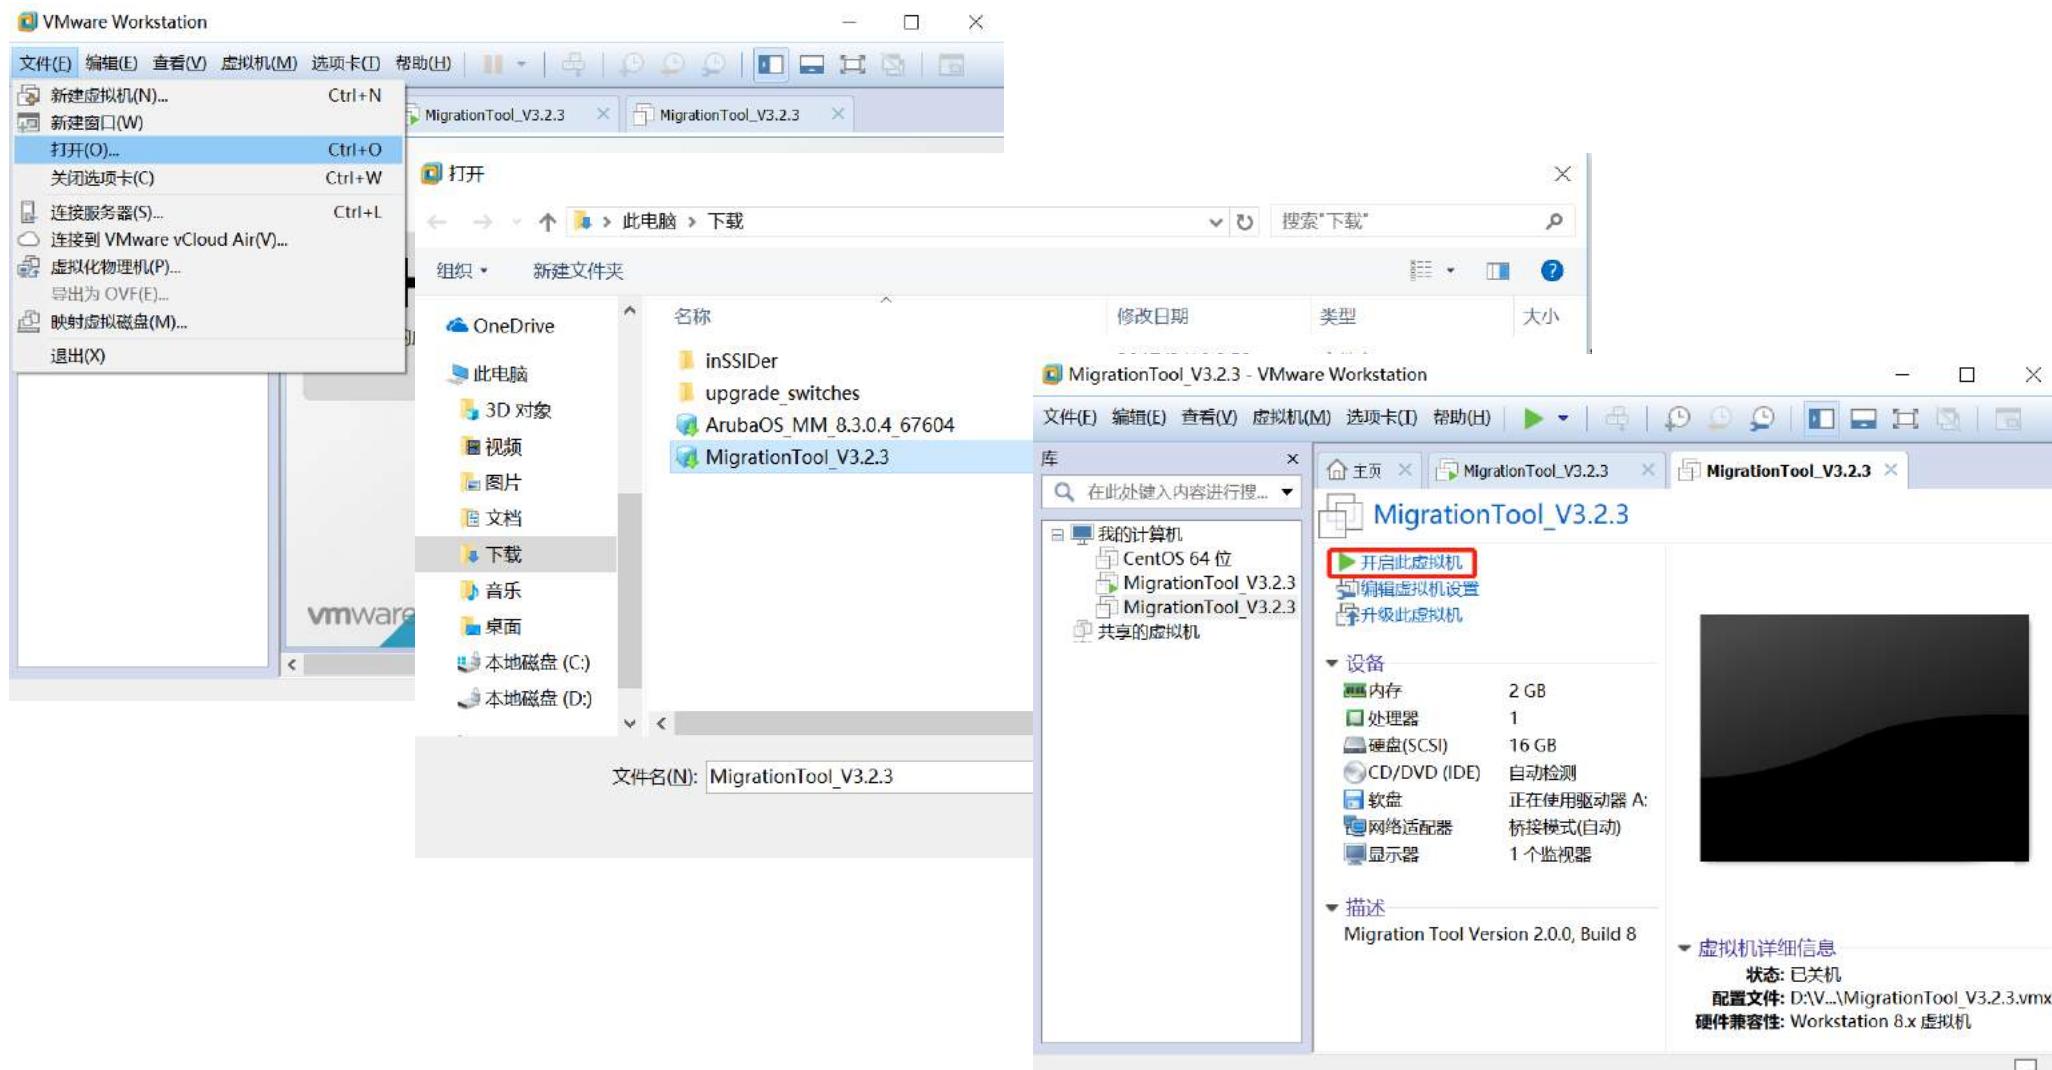 VMware Workstation
文件(F) 编辑(E) 查看(V) 虚拟机(M) 选项卡(T) 帮助(H)
新建虚拟机(N)... Ctrl+N
新建窗口(W)
打开(O)... Ctrl+O
关闭选项卡(C) Ctrl+W
连接服务器(S)... Ctrl+L
连接到 VMware vCloud Air(V)...
虚拟化物理机(P)...
导出为 OVF(E)...
映射虚拟磁盘(M)...
退出(X)
MigrationTool_V3.2.3 MigrationTool_V3.2.3
vmware
打开
此电脑 下载
搜索"下载"
组织 新建文件夹
OneDrive
此电脑
3D 对象
视频
图片
文档
下载
音乐
桌面
本地磁盘 (C:)
本地磁盘 (D:)
名称 修改日期 类型 大小
inSSIDer
upgrade_switches
ArubaOS_MM_8.3.0.4_67604
MigrationTool_V3.2.3
文件名(N): MigrationTool_V3.2.3
MigrationTool_V3.2.3 - VMware Workstation
文件(F) 编辑(E) 查看(V) 虚拟机(M) 选项卡(T) 帮助(H)
库
在此处键入内容进行搜...
我的计算机
CentOS 64 位
MigrationTool_V3.2.3
MigrationTool_V3.2.3
共享的虚拟机
主页 MigrationTool_V3.2.3 MigrationTool_V3.2.3
MigrationTool_V3.2.3
开启此虚拟机
编辑虚拟机设置
升级此虚拟机
设备
内存 2 GB
处理器 1
硬盘(SCSI) 16 GB
CD/DVD (IDE) 自动检测
软盘 正在使用驱动器 A:
网络适配器 桥接模式(自动)
显示器 1 个监视器
描述
Migration Tool Version 2.0.0, Build 8
虚拟机详细信息
状态: 已关机
配置文件: D:\V...\MigrationTool_V3.2.3.vmx
硬件兼容性: Workstation 8.x 虚拟机